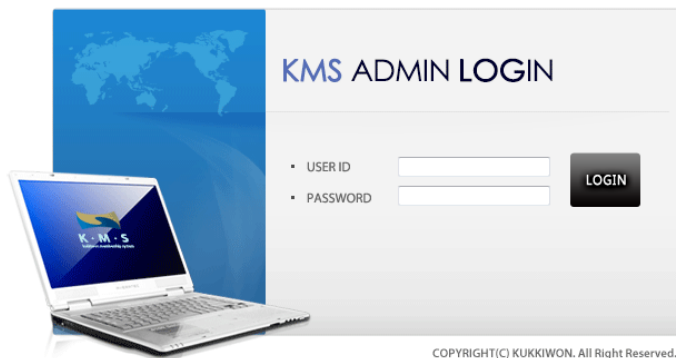 KMS ADMIN LOGIN
USER ID
PASSWORD
LOGIN
K·M·S
COPYRIGHT(C) KUKKIWON. All Right Reserved.